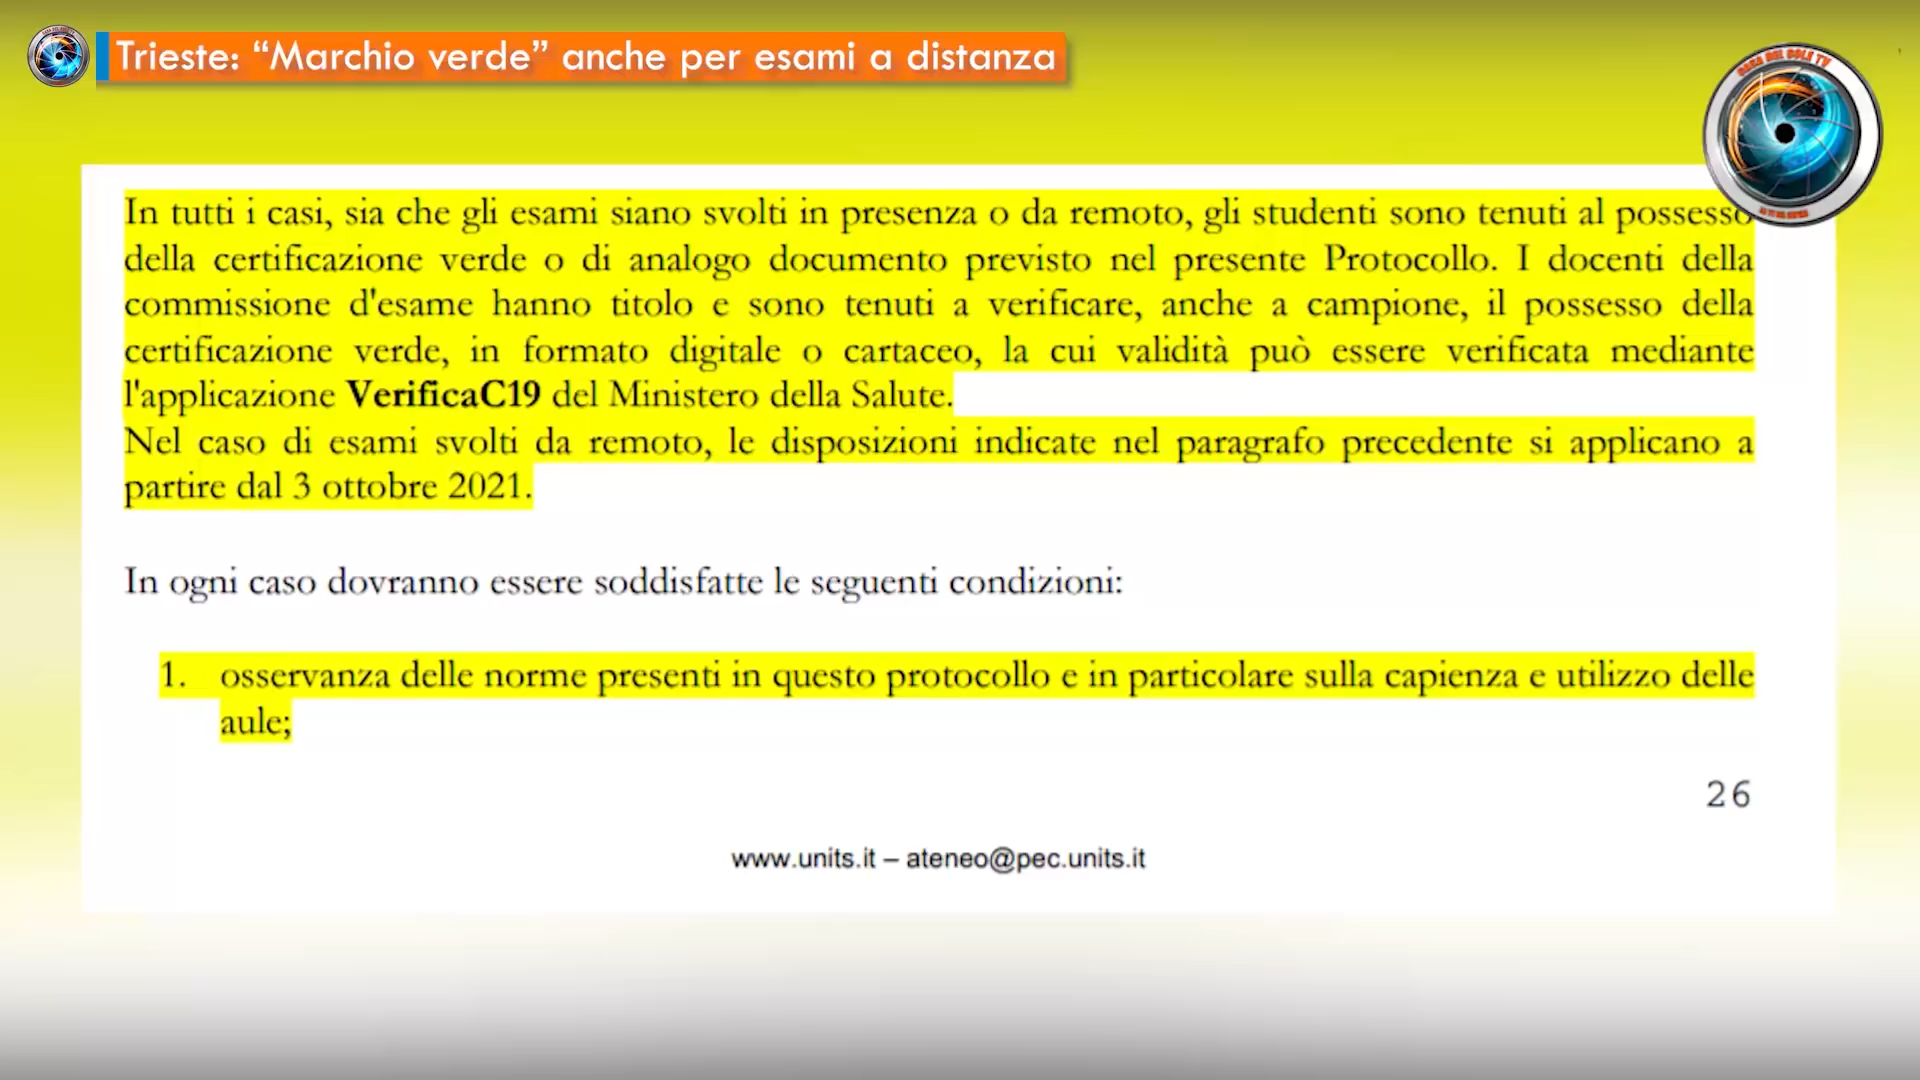 Trieste: “Marchio verde” anche per esami a distanza
In tutti i casi, sia che gli esami siano svolti in presenza o da remoto, gli studenti sono tenuti al possesso
della certificazione verde o di analogo documento previsto nel presente Protocollo. I docenti della
commissione d'esame hanno titolo e sono tenuti a verificare, anche a campione, il possesso della
certificazione verde, in formato digitale o cartaceo, la cui validità può essere verificata mediante
l'applicazione VerificaC19 del Ministero della Salute.
Nel caso di esami svolti da remoto, le disposizioni indicate nel paragrafo precedente si applicano a
partire dal 3 ottobre 2021.
In ogni caso dovranno essere soddisfatte le seguenti condizioni:
1. osservanza delle norme presenti in questo protocollo e in particolare sulla capienza e utilizzo delle
aule;
26
www.units.it – ateneo@pec.units.it
CASA DEL SOLE TV